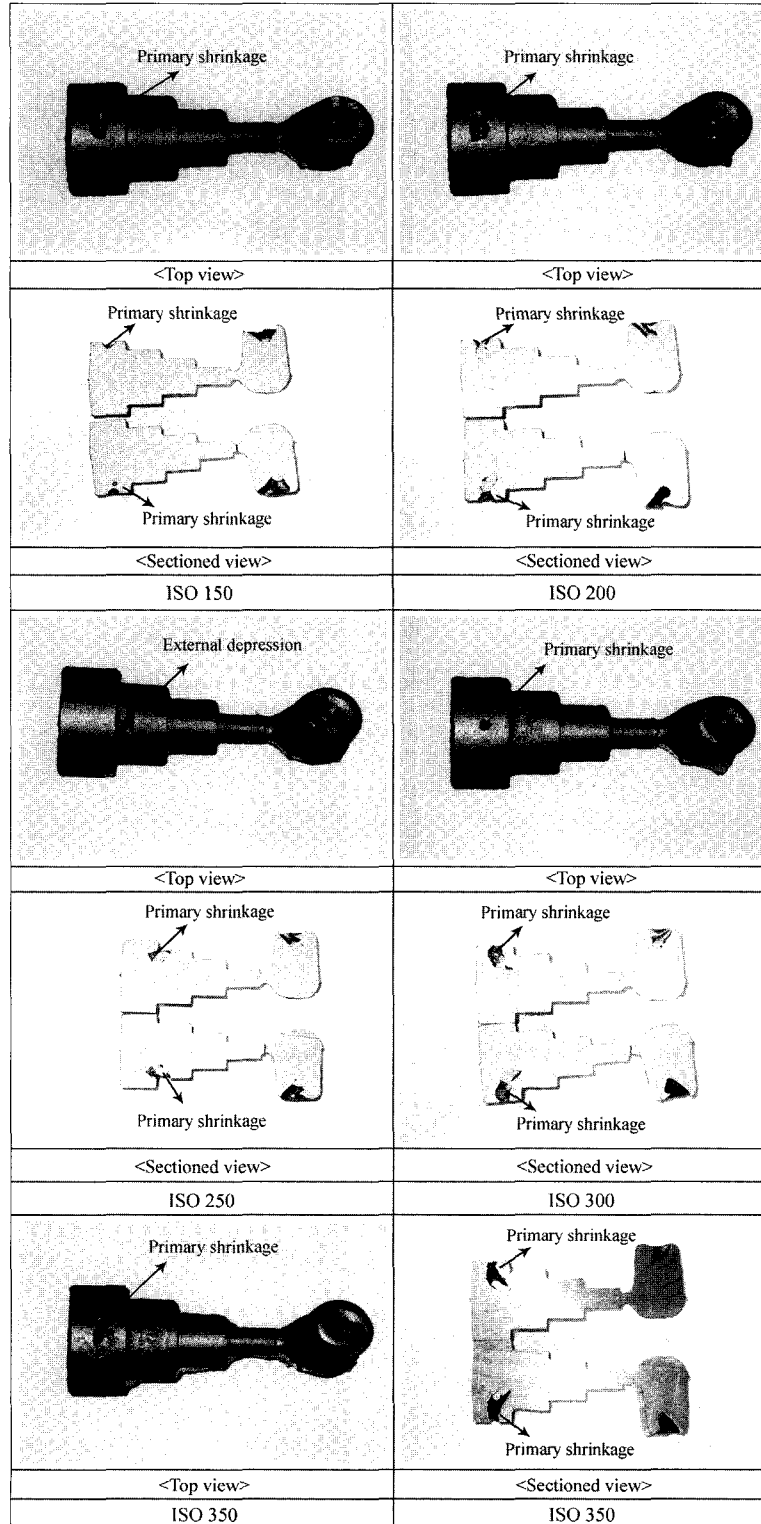 Primary shrinkage
Primary shrinkage
<Top view>
<Top view>
Primary shrinkage
Primary shrinkage
Primary shrinkage
Primary shrinkage
<Sectioned view>
<Sectioned view>
ISO 150
ISO 200
External depression
Primary shrinkage
<Top view>
<Top view>
Primary shrinkage
Primary shrinkage
Primary shrinkage
Primary shrinkage
<Sectioned view>
<Sectioned view>
ISO 250
ISO 300
Primary shrinkage
Primary shrinkage
Primary shrinkage
<Top view>
<Sectioned view>
ISO 350
ISO 350